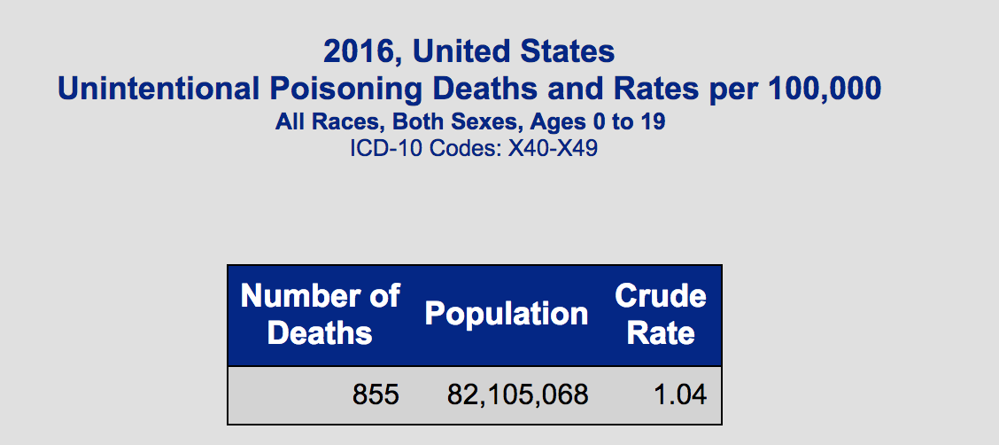 2016, United States
Unintentional Poisoning Deaths and Rates per 100,000
All Races, Both Sexes, Ages 0 to 19
ICD-10 Codes: X40-X49
Number of Deaths Population Crude Rate
855 82,105,068 1.04